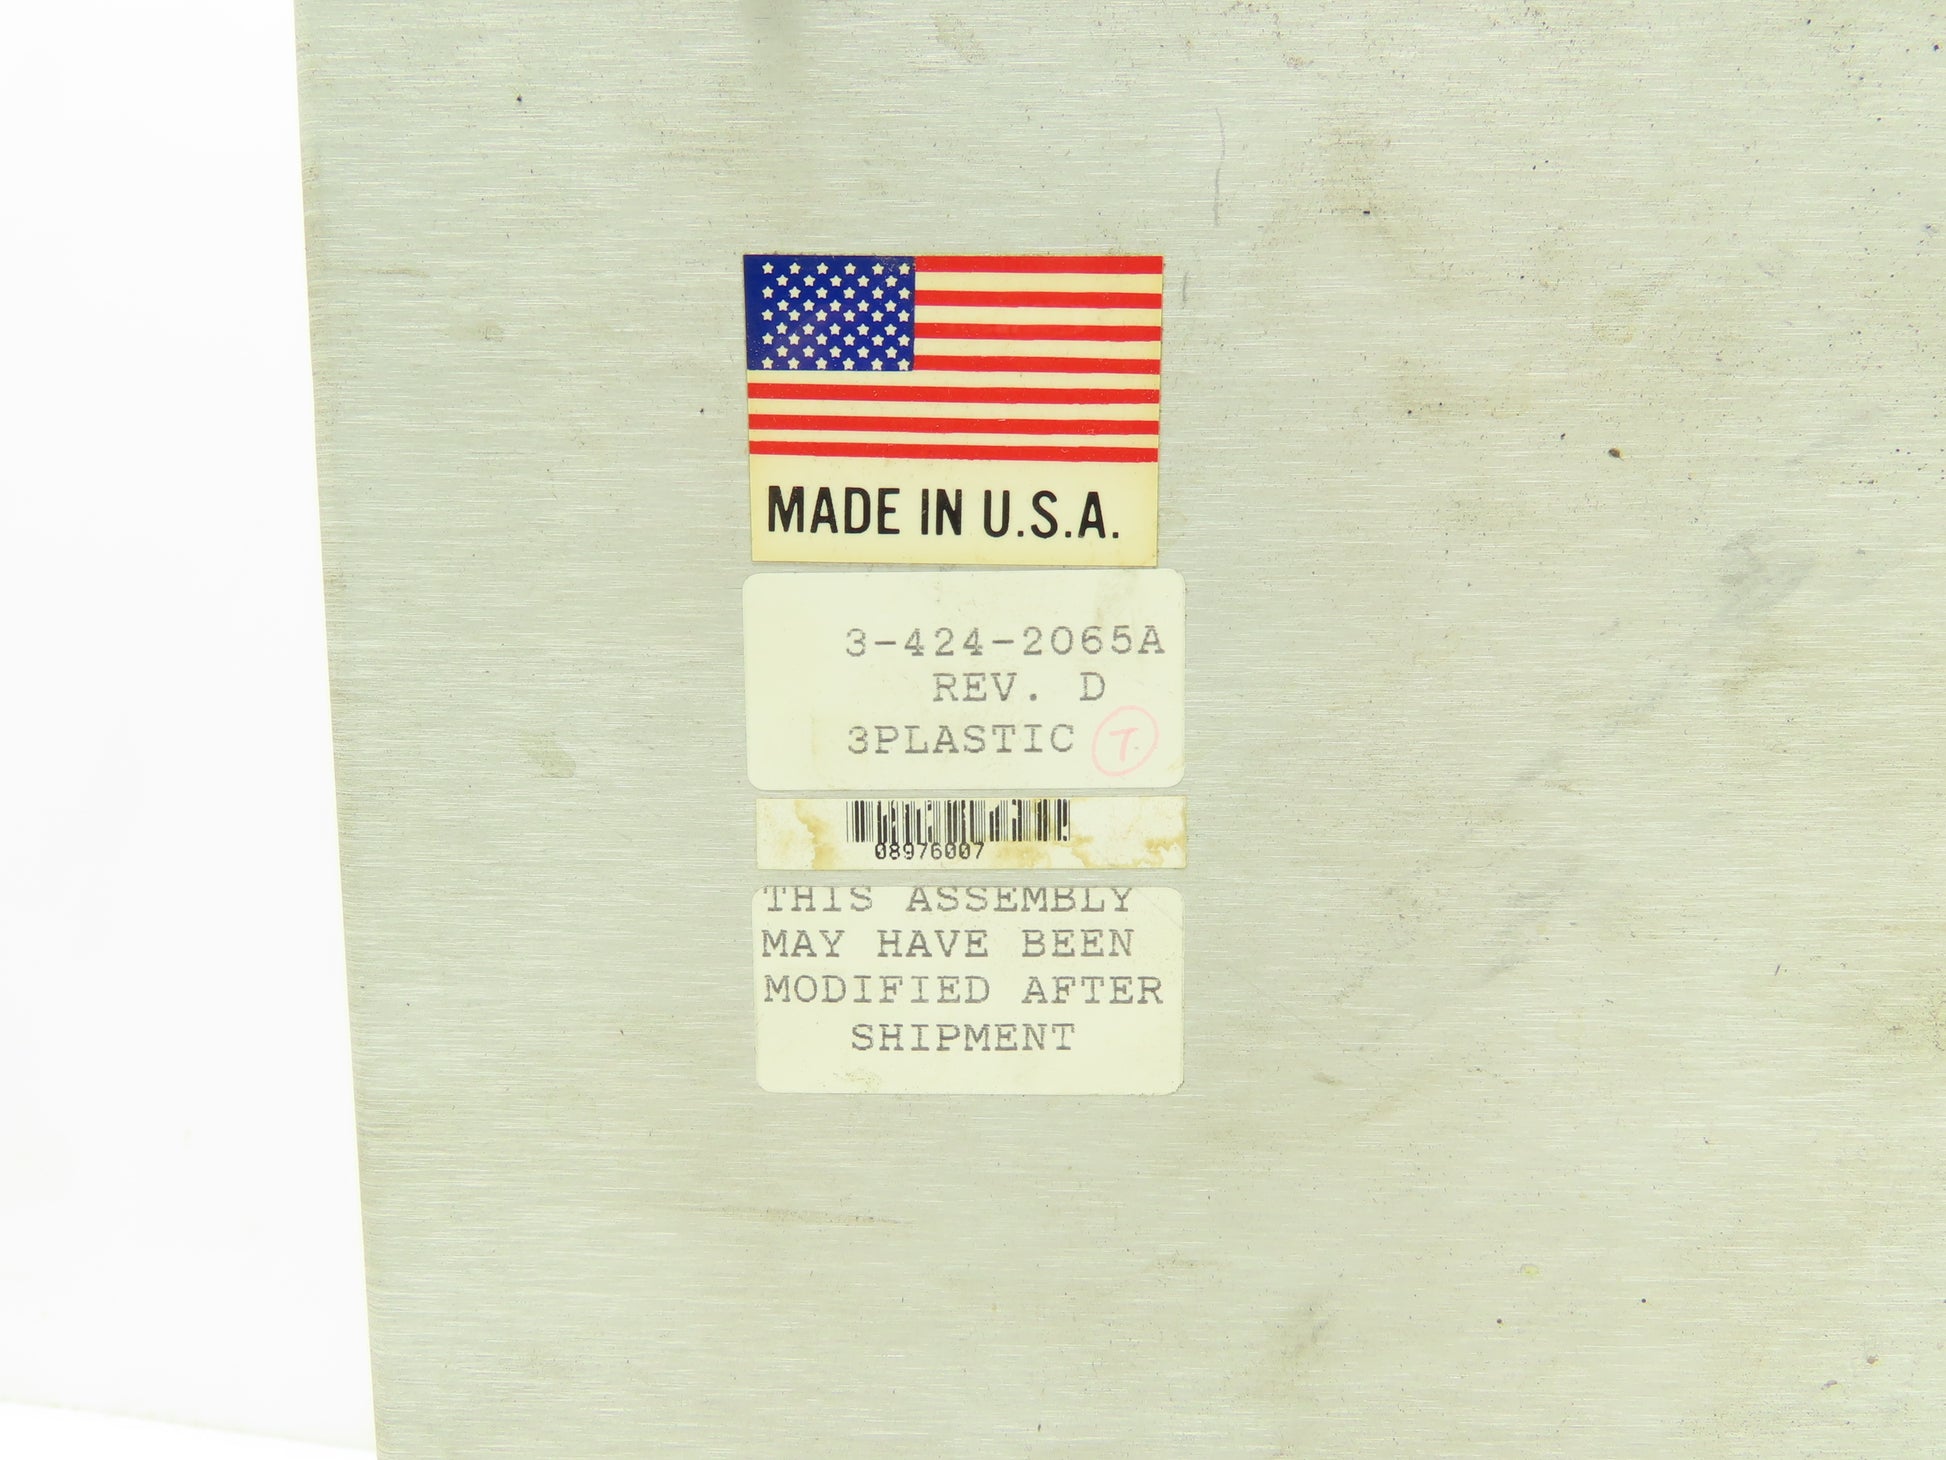 MADE IN U.S.A.
3-424-2065A
REV. D
3PLASTIC T.
08976007
THIS ASSEMBLY
MAY HAVE BEEN
MODIFIED AFTER
SHIPMENT